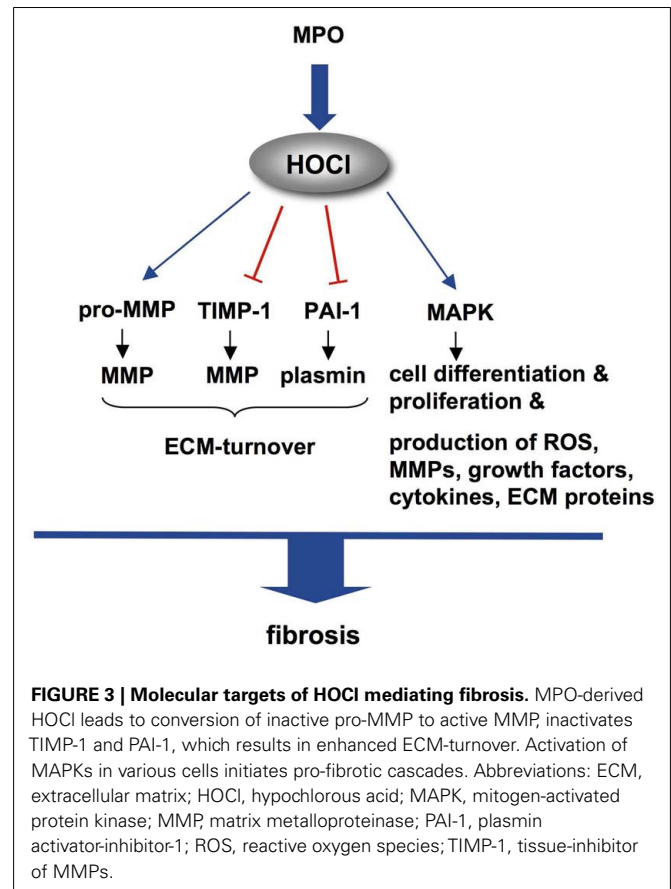 MPO
HOCl
pro-MMP TIMP-1 PAI-1 MAPK
MMP MMP plasmin cell differentiation &
proliferation &
ECM-turnover
production of ROS,
MMPs, growth factors,
cytokines, ECM proteins
fibrosis
FIGURE 3 | Molecular targets of HOCl mediating fibrosis. MPO-derived
HOCl leads to conversion of inactive pro-MMP to active MMP, inactivates
TIMP-1 and PAI-1, which results in enhanced ECM-turnover. Activation of
MAPKs in various cells initiates pro-fibrotic cascades. Abbreviations: ECM,
extracellular matrix; HOCl, hypochlorous acid; MAPK, mitogen-activated
protein kinase; MMP, matrix metalloproteinase; PAI-1, plasmin
activator-inhibitor-1; ROS, reactive oxygen species; TIMP-1, tissue-inhibitor
of MMPs.